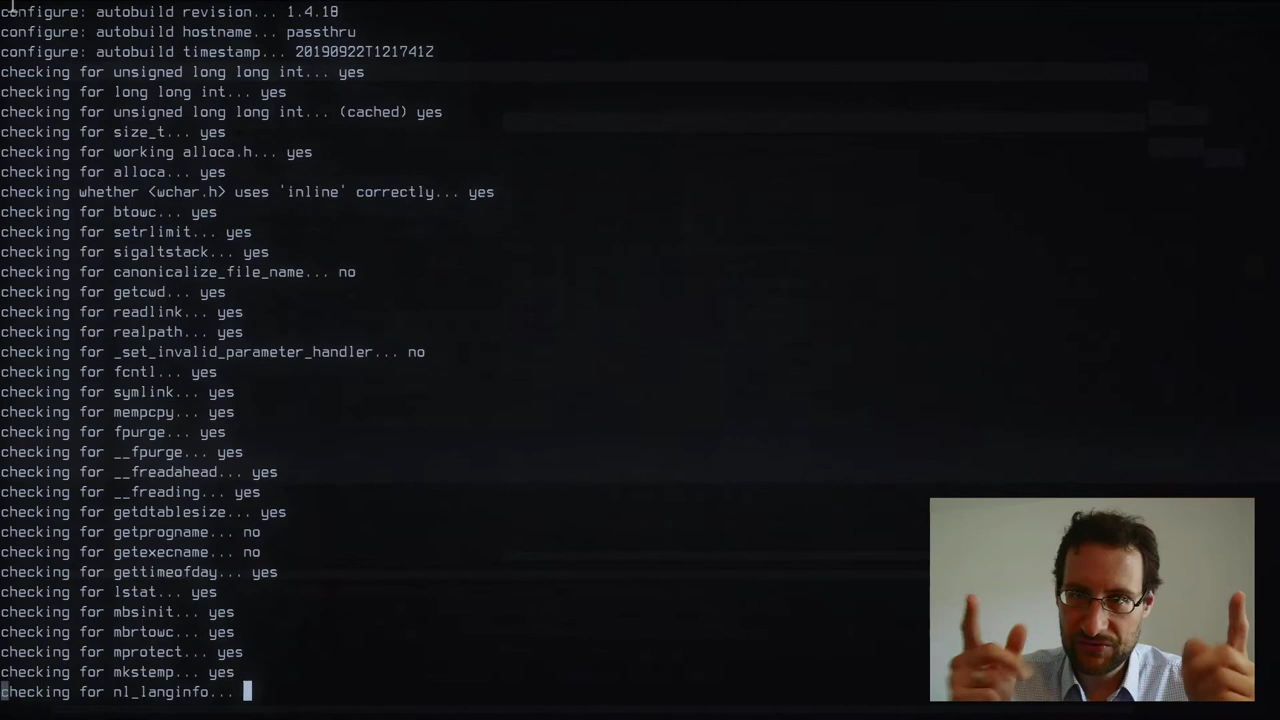 configure: autobuild revision... 1.4.18
configure: autobuild hostname... passthru
configure: autobuild timestamp... 20190922T121741Z
checking for unsigned long long int... yes
checking for long long int... yes
checking for unsigned long long int... (cached) yes
checking for size_t... yes
checking for working alloca.h... yes
checking for alloca... yes
checking whether <wchar.h> uses 'inline' correctly... yes
checking for btowc... yes
checking for setrlimit... yes
checking for sigaltstack... yes
checking for canonicalize_file_name... no
checking for getcwd... yes
checking for readlink... yes
checking for realpath... yes
checking for _set_invalid_parameter_handler... no
checking for fcntl... yes
checking for symlink... yes
checking for mempcpy... yes
checking for fpurge... yes
checking for __fpurge... yes
checking for __freadahead... yes
checking for __freading... yes
checking for getdtablesize... yes
checking for getprogname... no
checking for getexecname... no
checking for gettimeofday... yes
checking for lstat... yes
checking for mbsinit... yes
checking for mbrtowc... yes
checking for mprotect... yes
checking for mkstemp... yes
checking for nl_langinfo...